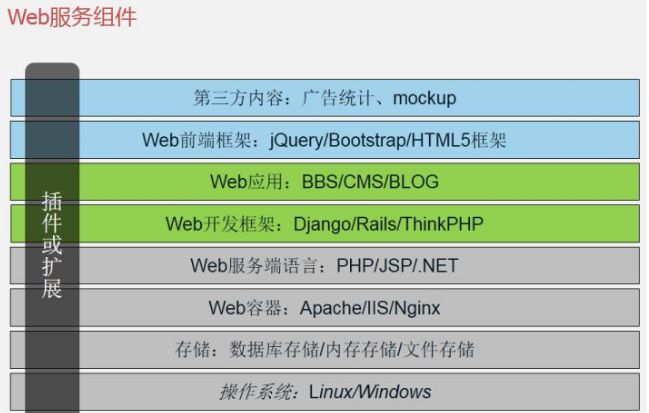 Web服务组件
第三方内容：广告统计、mockup
Web前端框架：jQuery/Bootstrap/HTML5框架
Web应用：BBS/CMS/BLOG
Web开发框架：Django/Rails/ThinkPHP
Web服务端语言：PHP/JSP/.NET
Web容器：Apache/IIS/Nginx
存储：数据库存储/内存存储/文件存储
操作系统：Linux/Windows
插件或扩展